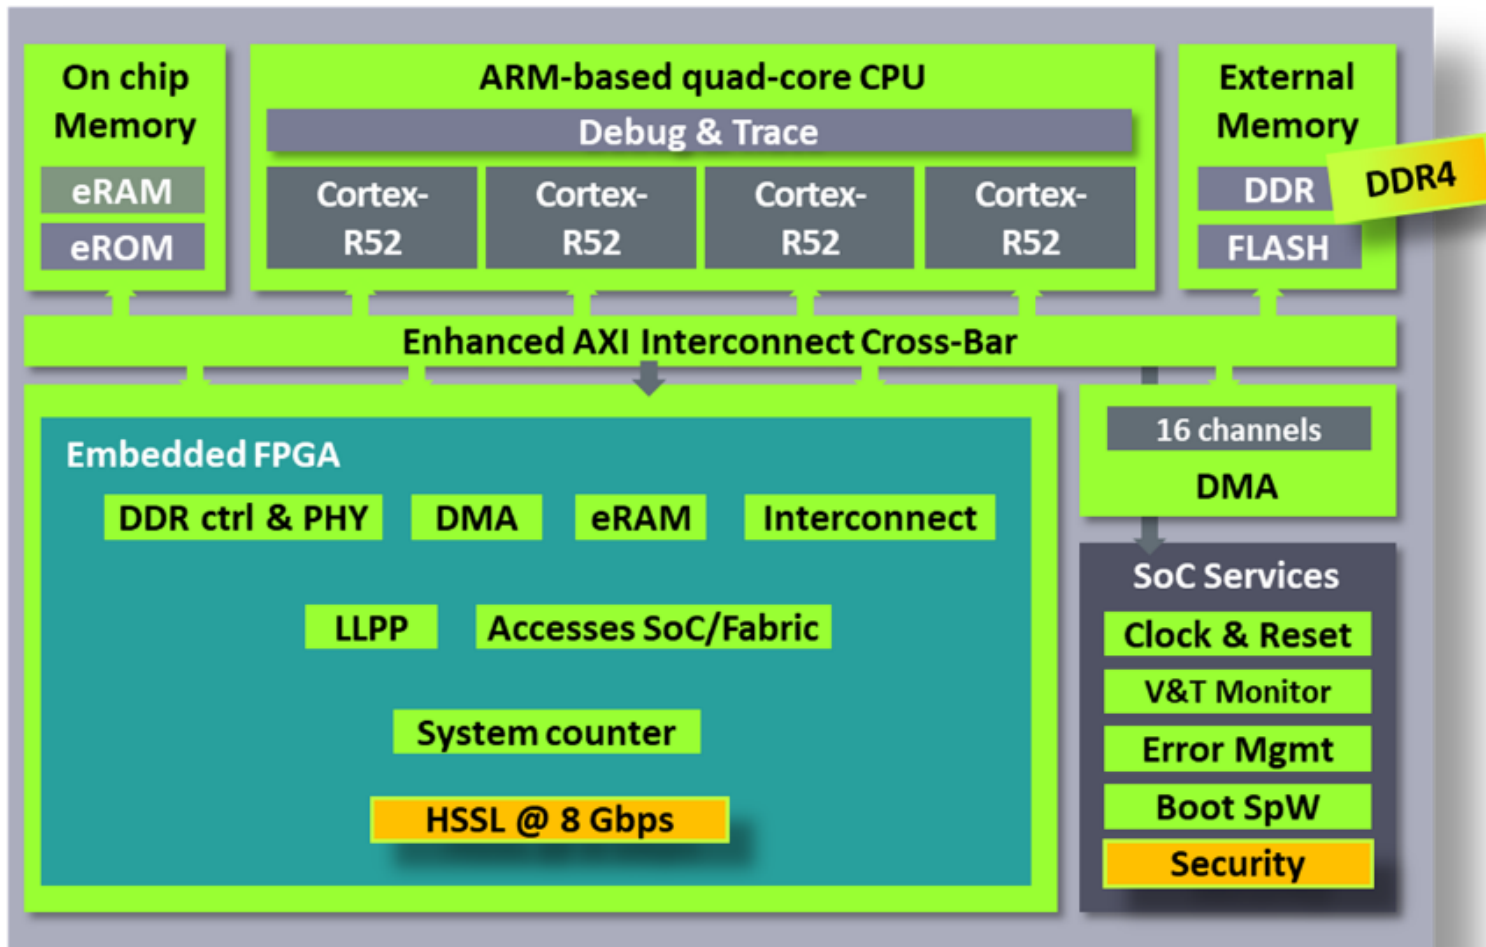 On chip
Memory
eRAM
eROM
ARM-based quad-core CPU
Debug & Trace
Cortex-
R52
Cortex-
R52
Cortex-
R52
Cortex-
R52
External
Memory
DDR
DDR4
FLASH
Enhanced AXI Interconnect Cross-Bar
Embedded FPGA
DDR ctrl & PHY
DMA
eRAM
Interconnect
LLPP
Accesses SoC/Fabric
System counter
HSSL @ 8 Gbps
16 channels
DMA
SoC Services
Clock & Reset
V&T Monitor
Error Mgmt
Boot SpW
Security